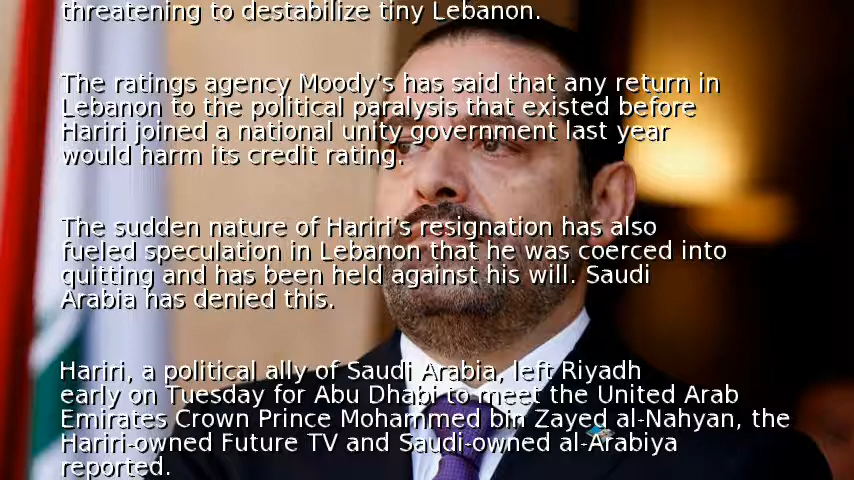 threatening to destabilize tiny Lebanon.
The ratings agency Moody's has said that any return in
Lebanon to the political paralysis that existed before
Hariri joined a national unity government last year
would harm its credit rating.
The sudden nature of Hariri's resignation has also
fueled speculation in Lebanon that he was coerced into
quitting and has been held against his will. Saudi
Arabia has denied this.
Hariri, a political ally of Saudi Arabia, left Riyadh
early on Tuesday for Abu Dhabi to meet the United Arab
Emirates Crown Prince Mohammed bin Zayed al-Nahyan, the
Hariri-owned Future TV and Saudi-owned al-Arabiya
reported.